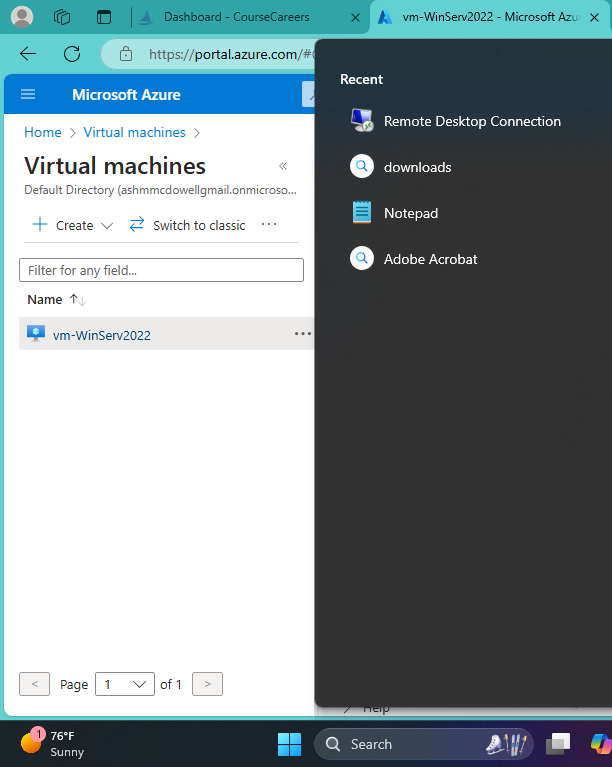 Dashboard - CourseCareers
vm-WinServ2022 - Microsoft Azu
https://portal.azure.com/#
Microsoft Azure
Home > Virtual machines >
Virtual machines
Default Directory (ashmmcdowellgmail.onmicroso...
Create
Switch to classic
...
Filter for any field...
Name ↑↓
vm-WinServ2022
...
< Page 1 of 1 >
Recent
Remote Desktop Connection
downloads
Notepad
Adobe Acrobat
Help
1
76°F
Sunny
Search